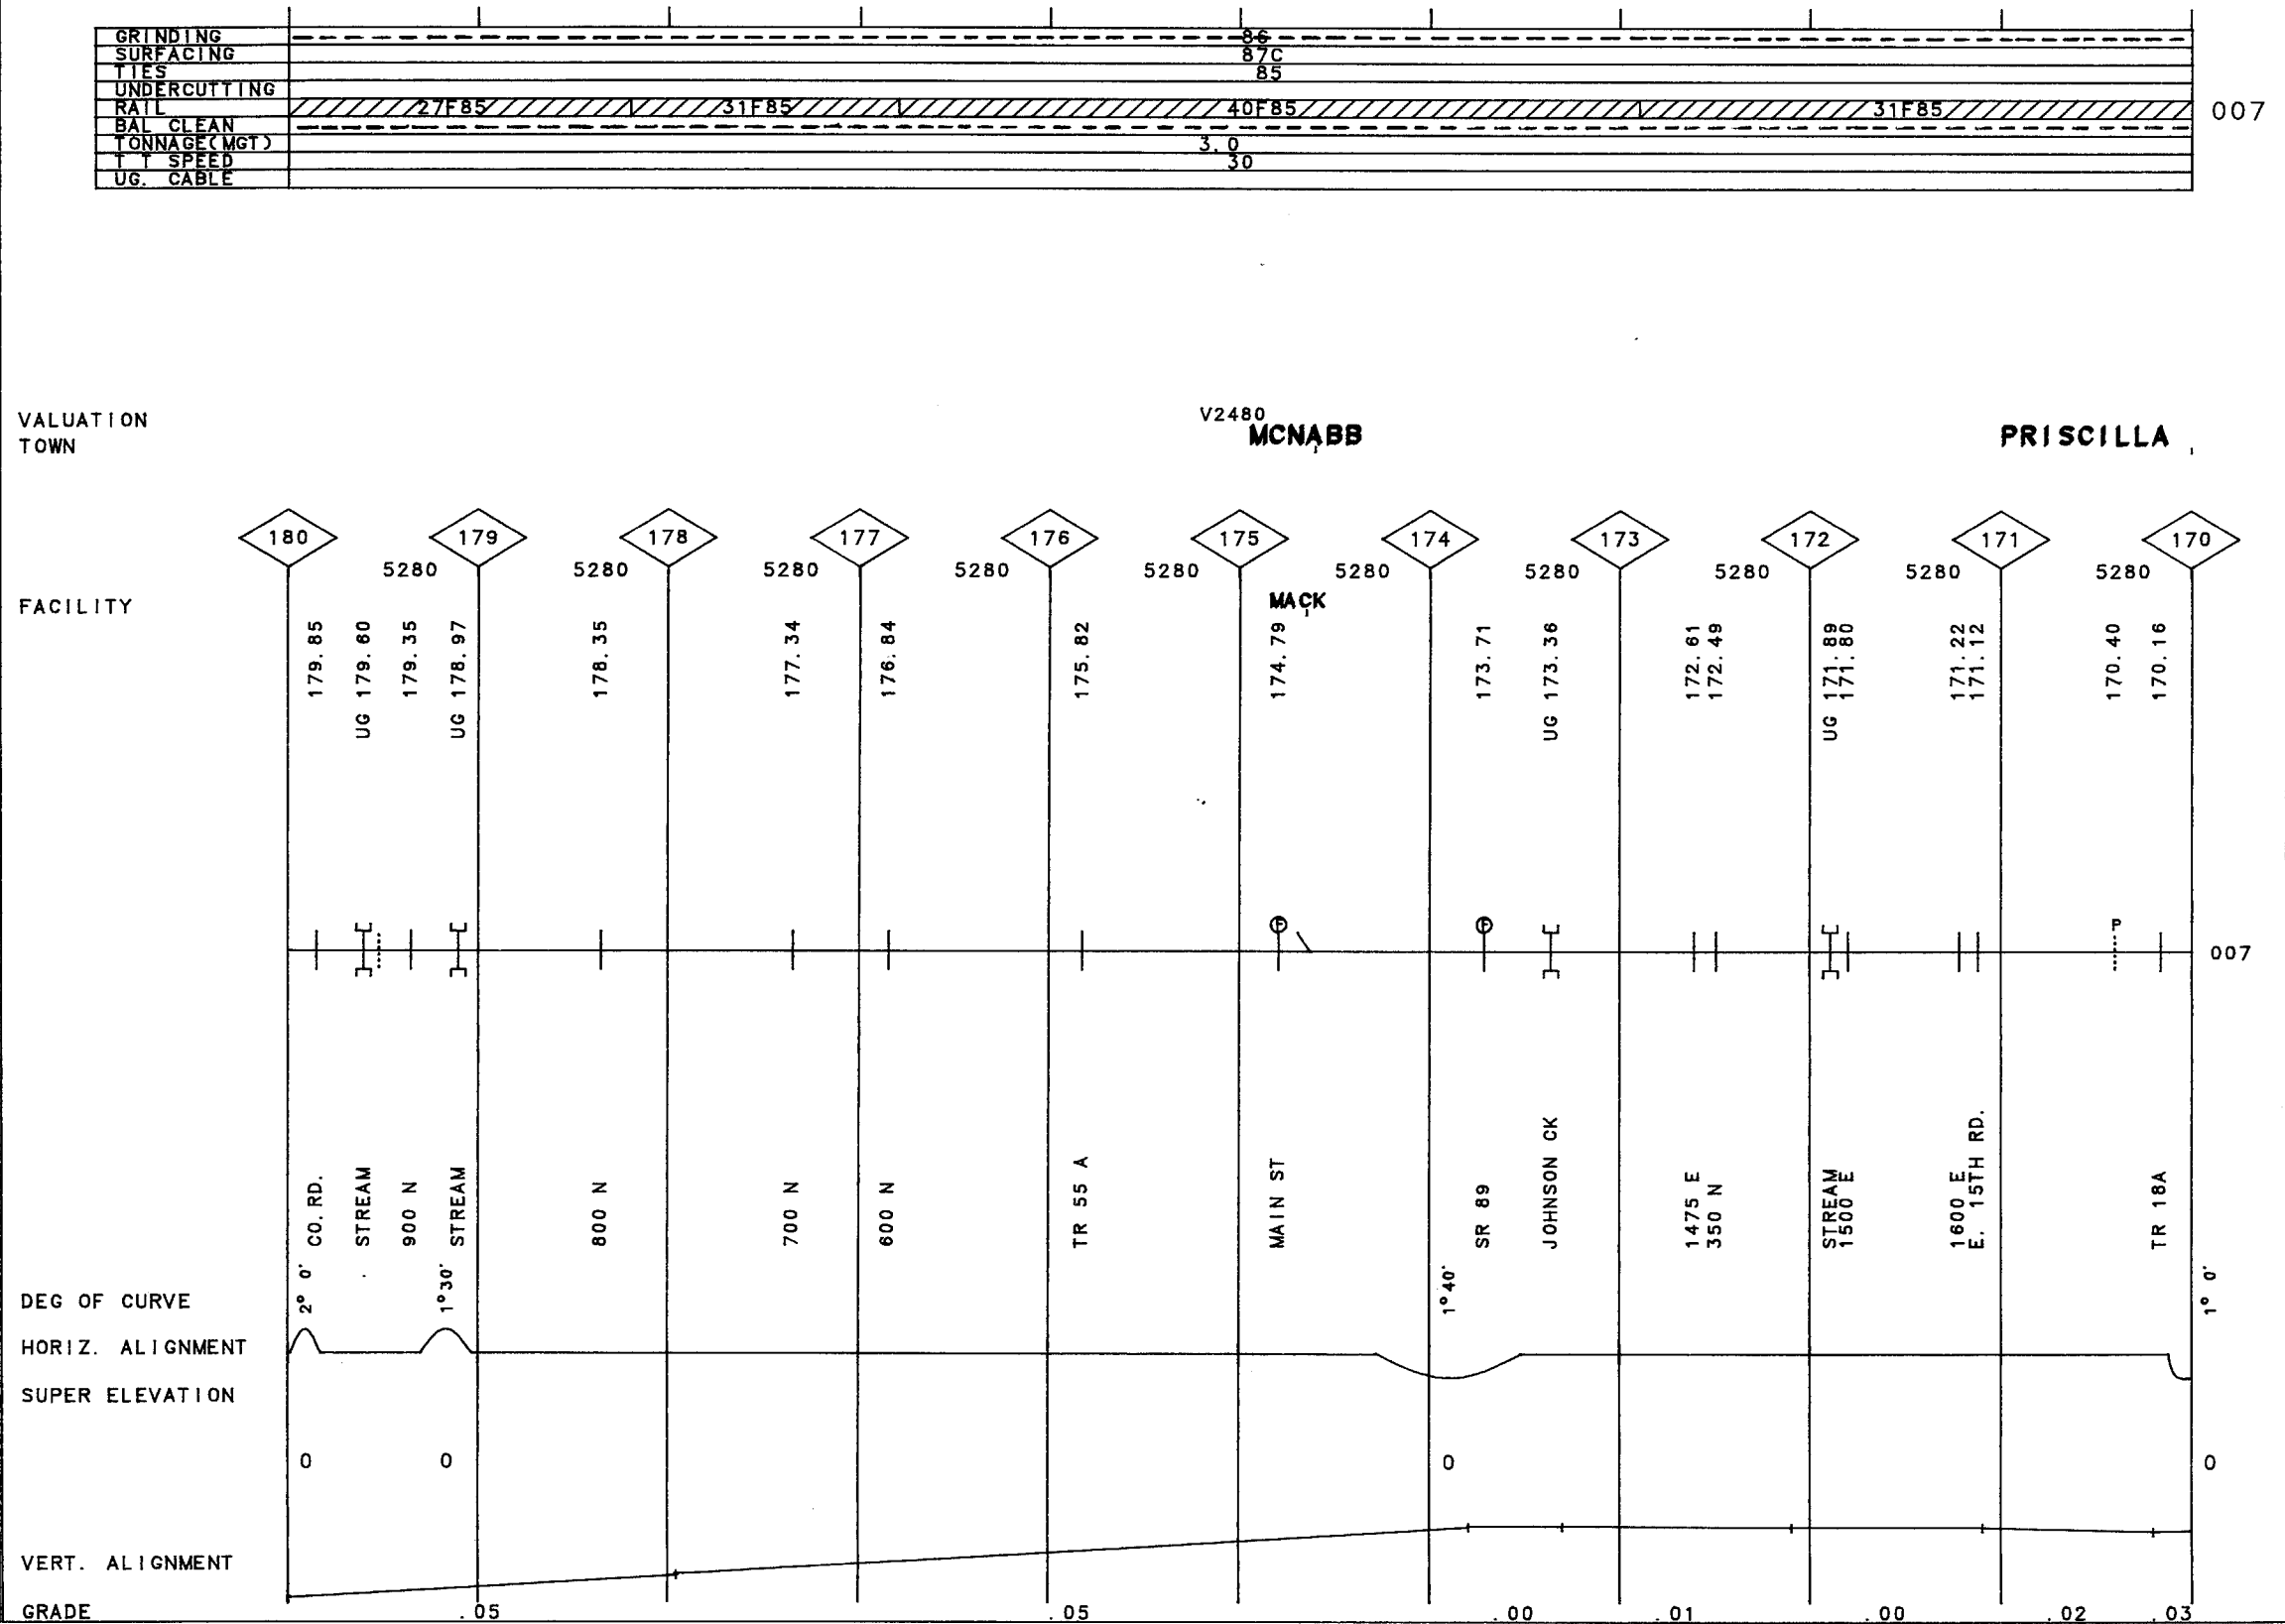 GRINDING 86
SURFACING 87C
TIES 85
UNDERCUTTING
RAIL 27F85 31F85 40F85 31F85 007
BAL CLEAN
TONNAGE(MGT) 3.0
T T SPEED 30
UG. CABLE
VALUATION V2480
TOWN MCNABB PRISCILLA
180 179 178 177 176 175 174 173 172 171 170
5280 5280 5280 5280 5280 5280 5280 5280 5280 5280
FACILITY MACK
179.85
UG 179.60
179.35
UG 178.97
178.35
177.34
176.84
175.82
174.79
173.71
UG 173.36
172.61
172.49
UG 171.89
171.80
171.22
171.12
170.40
170.16
F F P
007
CO.RD.
STREAM
900 N
STREAM
800 N
700 N
600 N
TR 55 A
MAIN ST
SR 89
JOHNSON CK
1475 E
350 N
STREAM
1500 E
1600 E
E. 15TH RD.
TR 18A
DEG OF CURVE 2° 0' 1°30' 1°40' 1° 0'
HORIZ. ALIGNMENT
SUPER ELEVATION
0 0 0 0
VERT. ALIGNMENT
GRADE .05 .05 .00 .01 .00 .02 .03